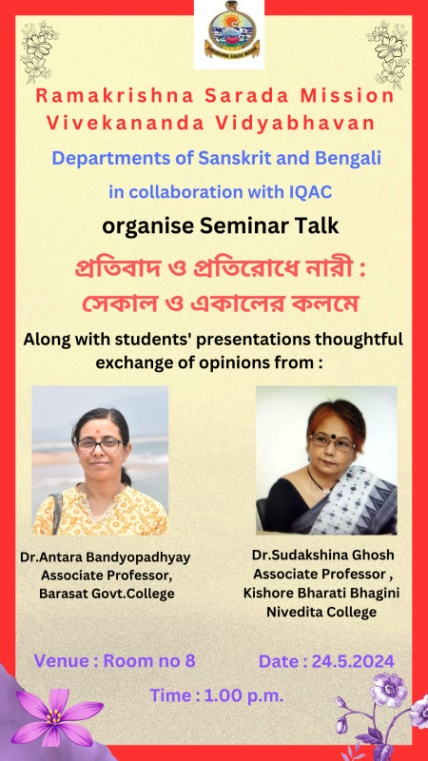 Ramakrishna Sarada Mission
Vivekananda Vidyabhavan
Departments of Sanskrit and Bengali
in collaboration with IQAC
organise Seminar Talk
প্রতিবাদ ও প্রতিরোধে নারী :
সেকাল ও একালের কলমে
Along with students' presentations thoughtful
exchange of opinions from :
Dr.Antara Bandyopadhyay
Associate Professor,
Barasat Govt.College
Dr.Sudakshina Ghosh
Associate Professor ,
Kishore Bharati Bhagini
Nivedita College
Venue : Room no 8
Date : 24.5.2024
Time : 1.00 p.m.